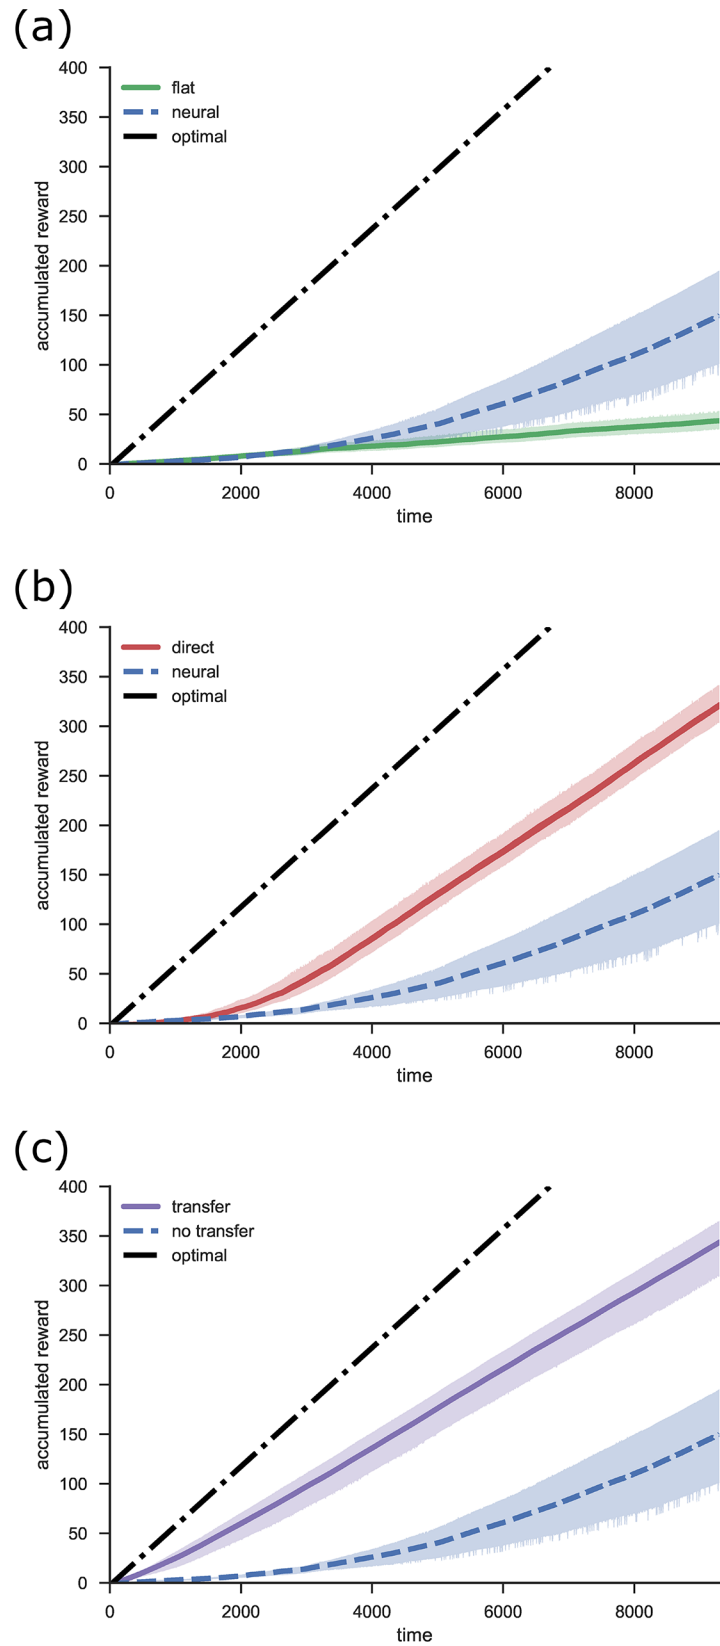 (a)
400
350
300
250
200
150
100
50
0
accumulated reward
flat
neural
optimal
0 2000 4000 6000 8000
time
(b)
400
350
300
250
200
150
100
50
0
accumulated reward
direct
neural
optimal
0 2000 4000 6000 8000
time
(c)
400
350
300
250
200
150
100
50
0
accumulated reward
transfer
no transfer
optimal
0 2000 4000 6000 8000
time